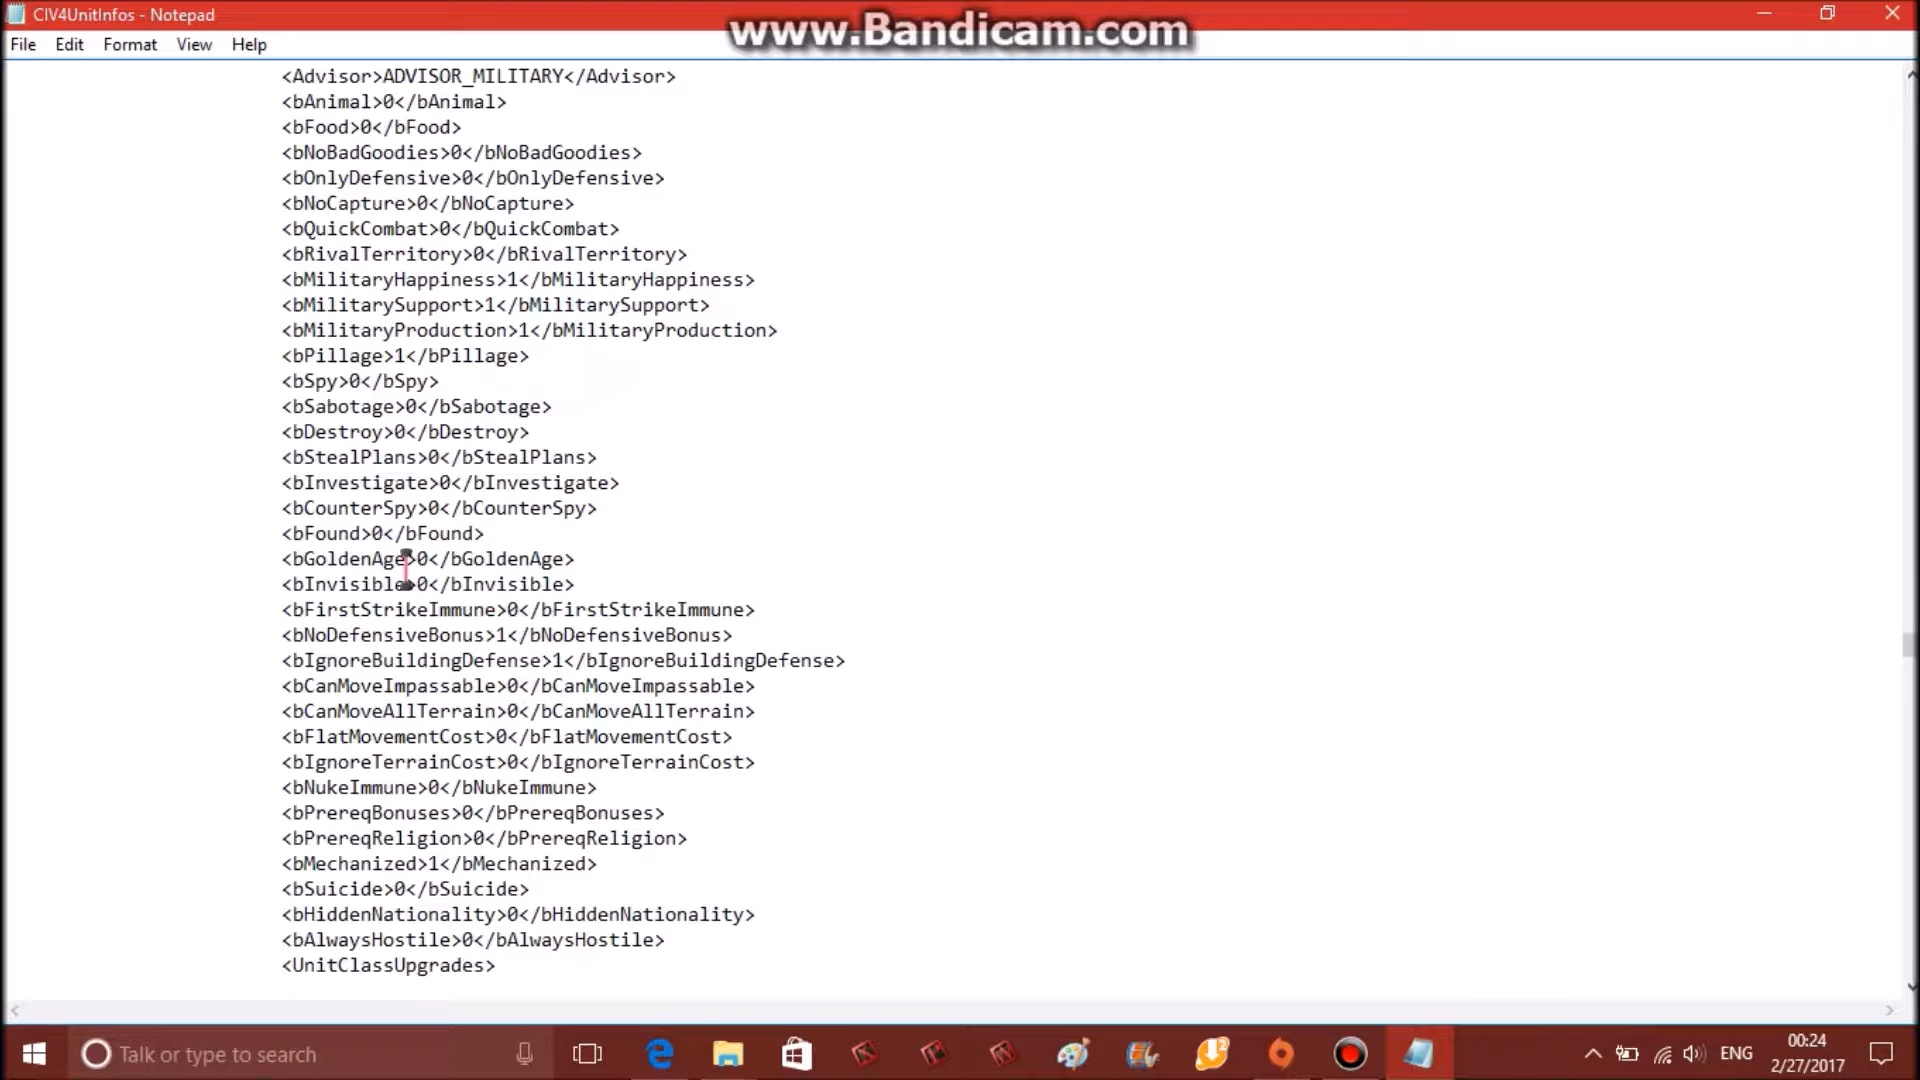 CIV4UnitInfos - Notepad
www.Bandicam.com
File Edit Format View Help
<Advisor>ADVISOR_MILITARY</Advisor>
<bAnimal>0</bAnimal>
<bFood>0</bFood>
<bNoBadGoodies>0</bNoBadGoodies>
<bOnlyDefensive>0</bOnlyDefensive>
<bNoCapture>0</bNoCapture>
<bQuickCombat>0</bQuickCombat>
<bRivalTerritory>0</bRivalTerritory>
<bMilitaryHappiness>1</bMilitaryHappiness>
<bMilitarySupport>1</bMilitarySupport>
<bMilitaryProduction>1</bMilitaryProduction>
<bPillage>1</bPillage>
<bSpy>0</bSpy>
<bSabotage>0</bSabotage>
<bDestroy>0</bDestroy>
<bStealPlans>0</bStealPlans>
<bInvestigate>0</bInvestigate>
<bCounterSpy>0</bCounterSpy>
<bFound>0</bFound>
<bGoldenAge>0</bGoldenAge>
<bInvisible>0</bInvisible>
<bFirstStrikeImmune>0</bFirstStrikeImmune>
<bNoDefensiveBonus>1</bNoDefensiveBonus>
<bIgnoreBuildingDefense>1</bIgnoreBuildingDefense>
<bCanMoveImpassable>0</bCanMoveImpassable>
<bCanMoveAllTerrain>0</bCanMoveAllTerrain>
<bFlatMovementCost>0</bFlatMovementCost>
<bIgnoreTerrainCost>0</bIgnoreTerrainCost>
<bNukeImmune>0</bNukeImmune>
<bPrereqBonuses>0</bPrereqBonuses>
<bPrereqReligion>0</bPrereqReligion>
<bMechanized>1</bMechanized>
<bSuicide>0</bSuicide>
<bHiddenNationality>0</bHiddenNationality>
<bAlwaysHostile>0</bAlwaysHostile>
<UnitClassUpgrades>
Talk or type to search
ENG
00:24
2/27/2017